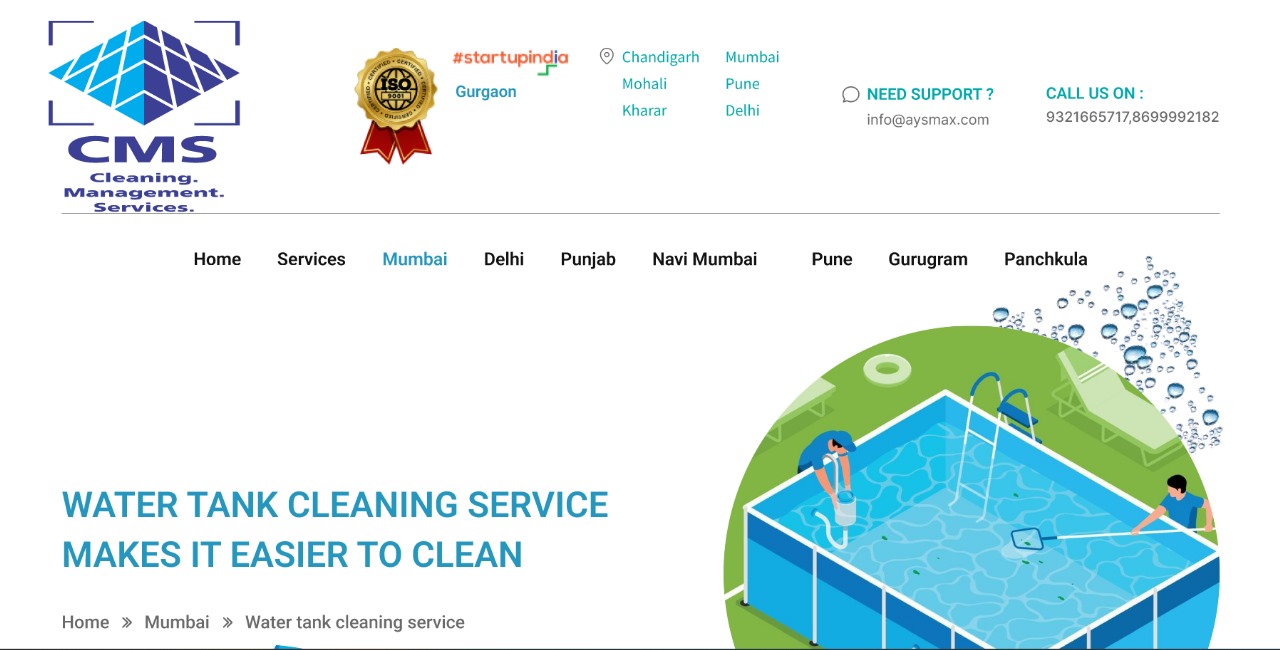 CMS
Cleaning.
Management.
Services.
ISO
9001
CERTIFIED • CERTIFIED
#startupindia
Gurgaon
Chandigarh
Mohali
Kharar
Mumbai
Pune
Delhi
NEED SUPPORT ?
info@aysmax.com
CALL US ON :
9321665717,8699992182
Home Services Mumbai Delhi Punjab Navi Mumbai Pune Gurugram Panchkula
WATER TANK CLEANING SERVICE
MAKES IT EASIER TO CLEAN
Home » Mumbai » Water tank cleaning service